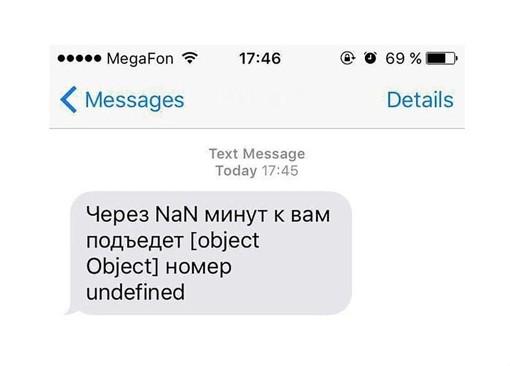 MegaFon 17:46 69 %
Messages Details
Text Message
Today 17:45
Через NaN минут к вам
подъедет [object
Object] номер
undefined